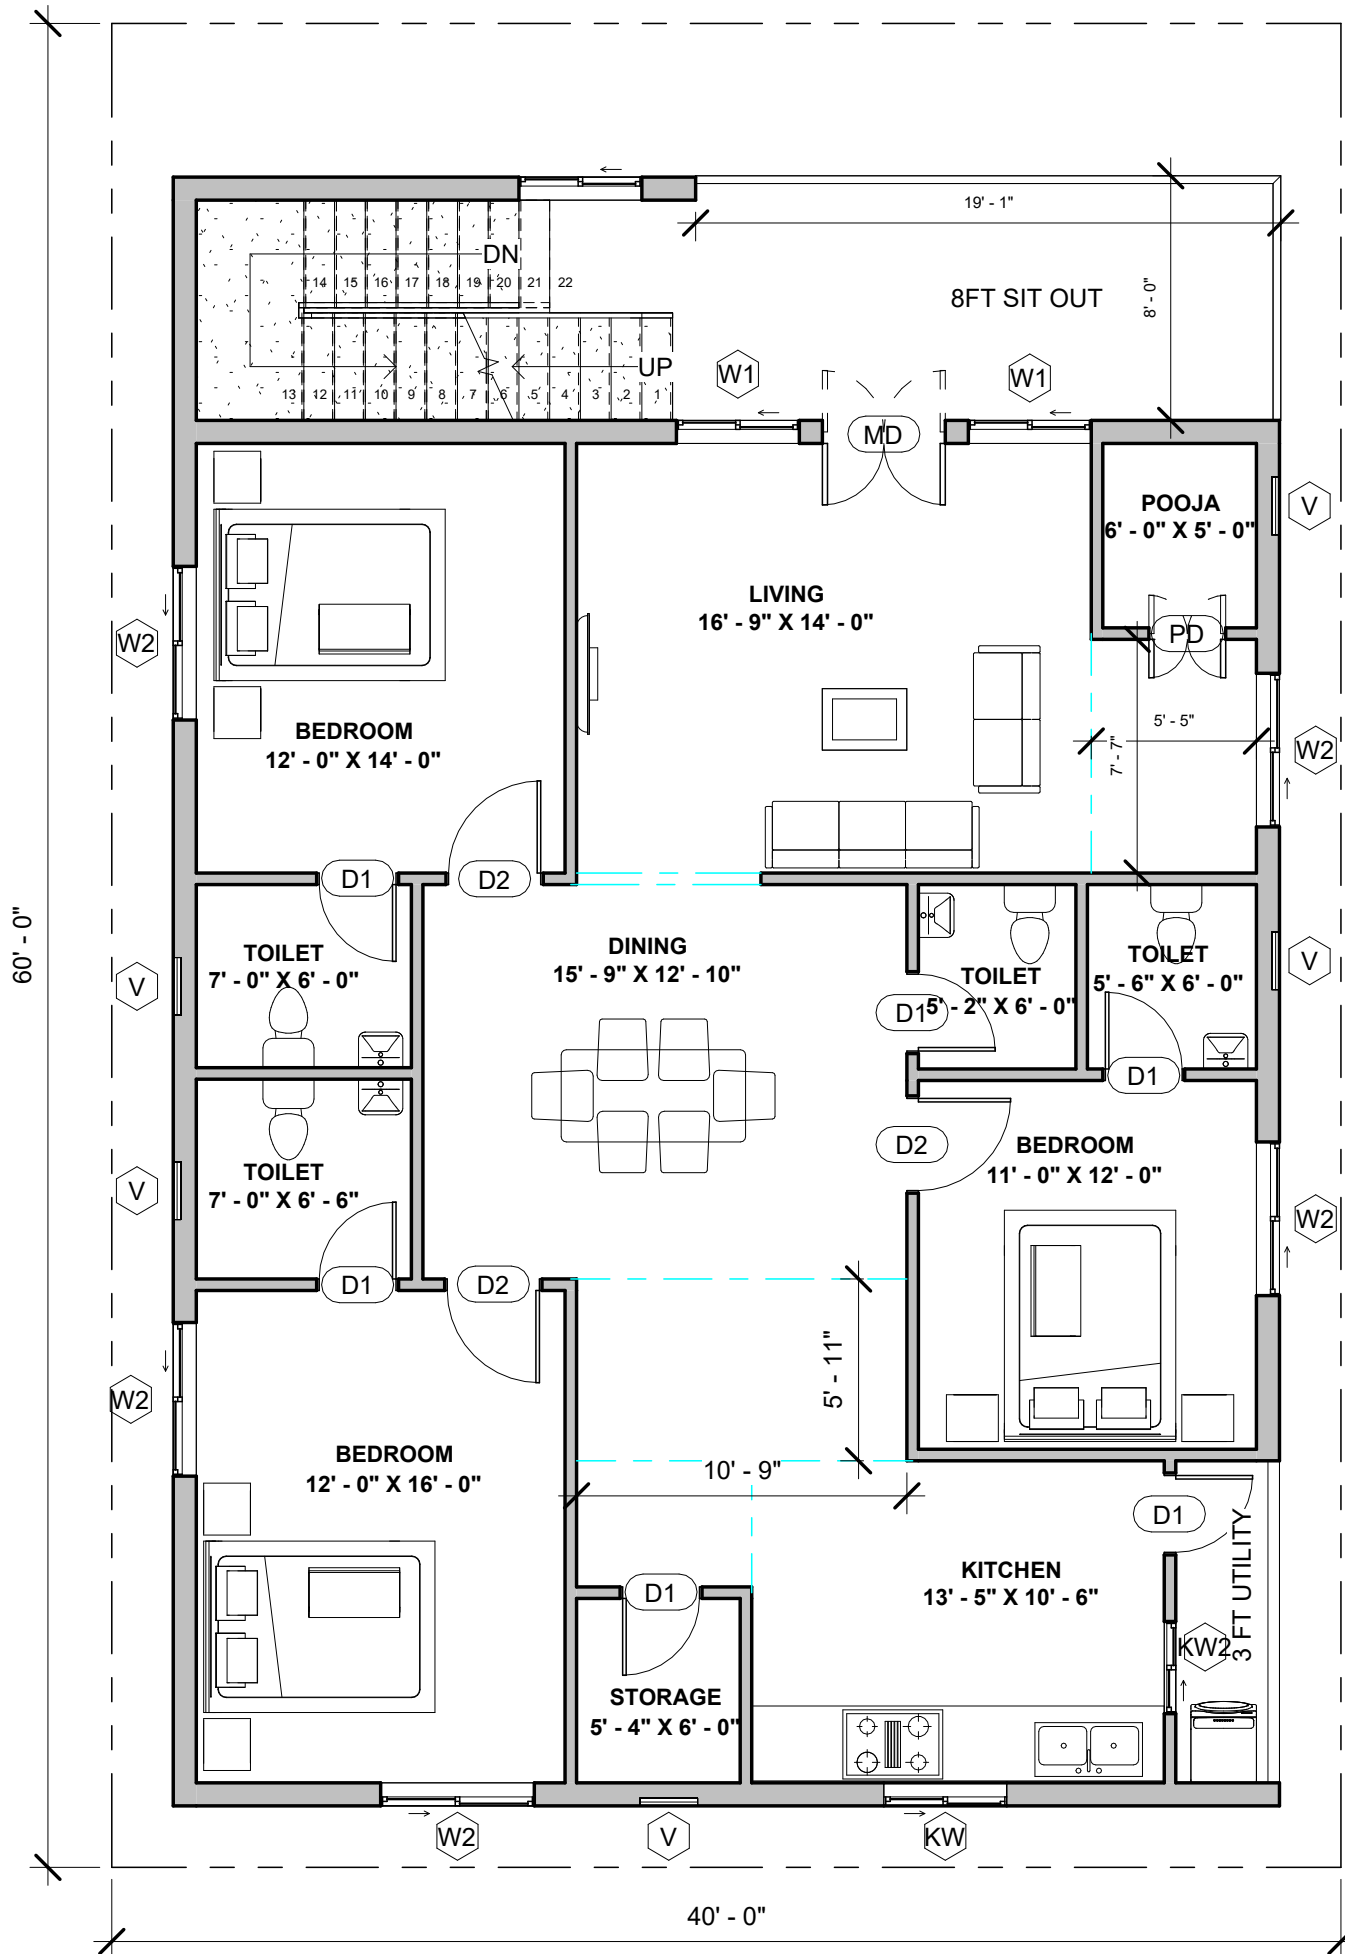 19' - 1"
DN
14 15 16 17 18 19 20 21 22
8FT SIT OUT
8' - 0"
UP
13 12 11 10 9 8 7 6 5 4 3 2 1
W1
W1
MD
POOJA
6' - 0" X 5' - 0"
V
LIVING
16' - 9" X 14' - 0"
W2
PD
BEDROOM
12' - 0" X 14' - 0"
5' - 5"
7' - 7"
W2
D1
D2
60' - 0"
TOILET
7' - 0" X 6' - 0"
DINING
15' - 9" X 12' - 10"
TOILET
5' - 2" X 6' - 0"
TOILET
5' - 6" X 6' - 0"
V
V
D1
D1
D2
BEDROOM
11' - 0" X 12' - 0"
TOILET
7' - 0" X 6' - 6"
V
W2
D1
D2
5' - 11"
W2
BEDROOM
12' - 0" X 16' - 0"
10' - 9"
D1
3 FT UTILITY
KITCHEN
13' - 5" X 10' - 6"
D1
KW2
STORAGE
5' - 4" X 6' - 0"
W2
V
KW
40' - 0"